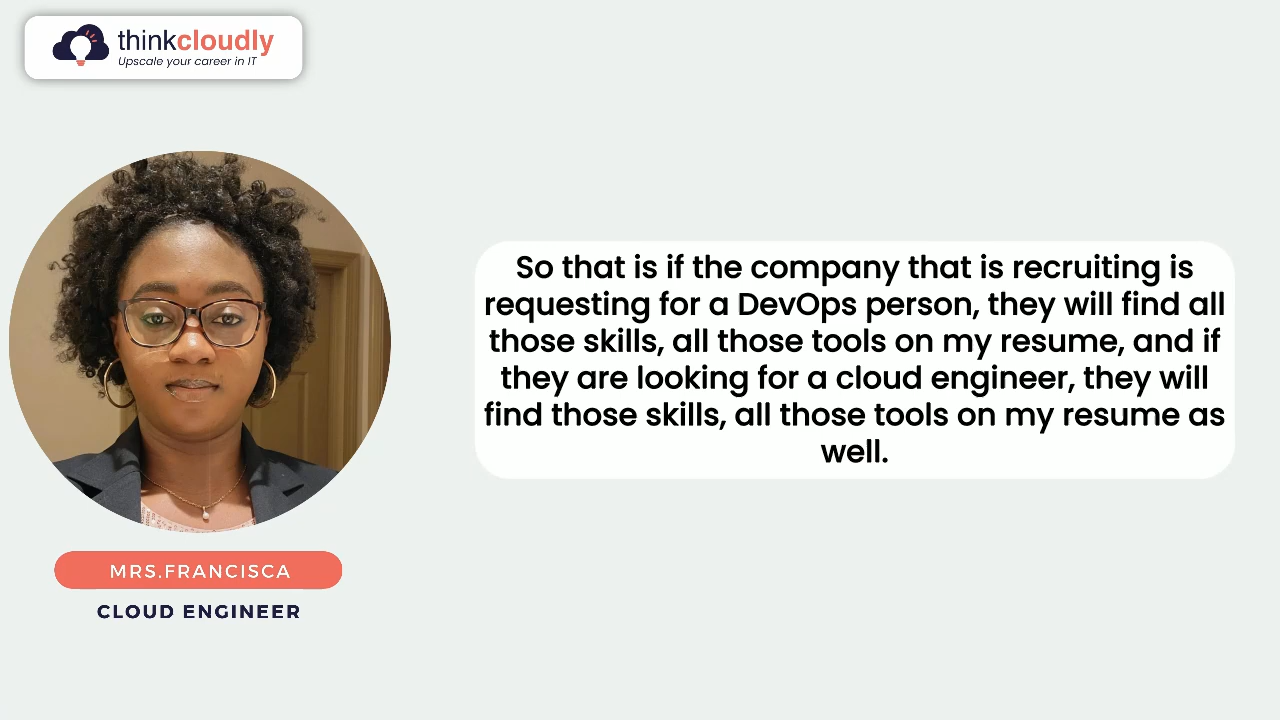 thinkcloudly
Upscale your career in IT
So that is if the company that is recruiting is
requesting for a DevOps person, they will find all
those skills, all those tools on my resume, and if
they are looking for a cloud engineer, they will
find those skills, all those tools on my resume as
well.
MRS.FRANCISCA
CLOUD ENGINEER